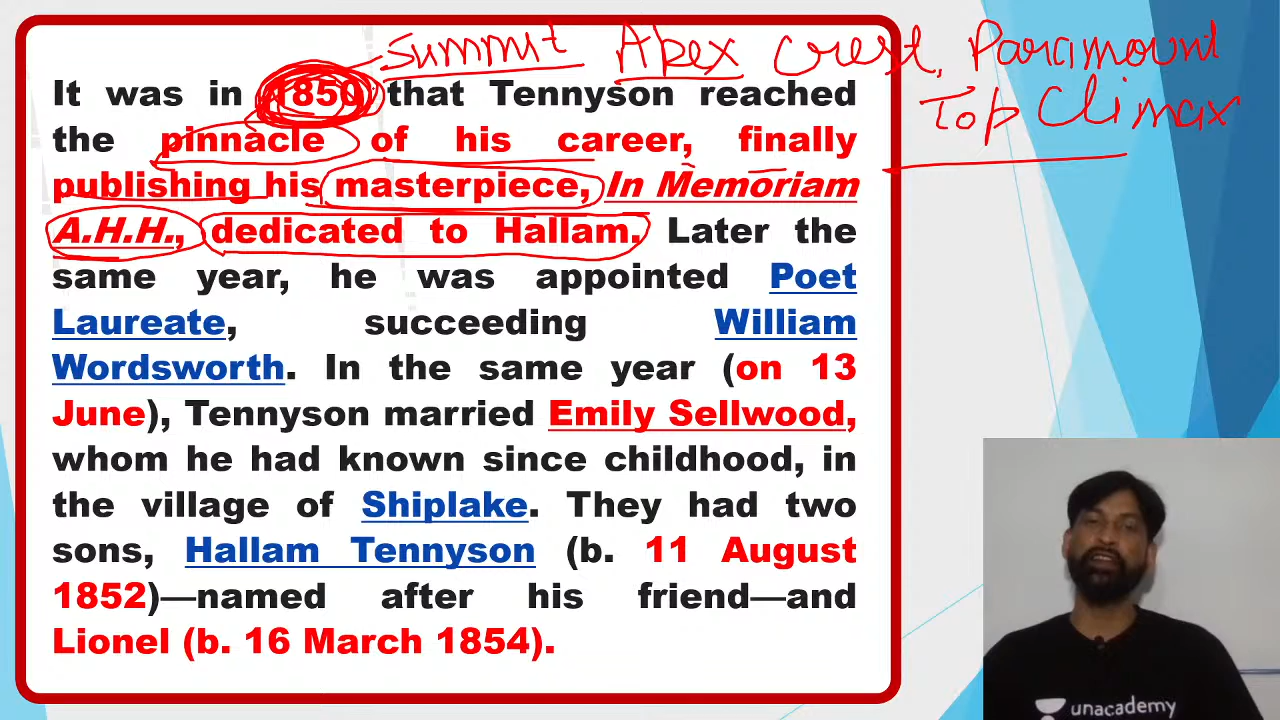 Summit Apex Crest, Paramount
Top Climax
It was in 1850 that Tennyson reached
the pinnacle of his career, finally
publishing his masterpiece, In Memoriam
A.H.H., dedicated to Hallam. Later the
same year, he was appointed Poet
Laureate, succeeding William
Wordsworth. In the same year (on 13
June), Tennyson married Emily Sellwood,
whom he had known since childhood, in
the village of Shiplake. They had two
sons, Hallam Tennyson (b. 11 August
1852)—named after his friend—and
Lionel (b. 16 March 1854).
unacademy